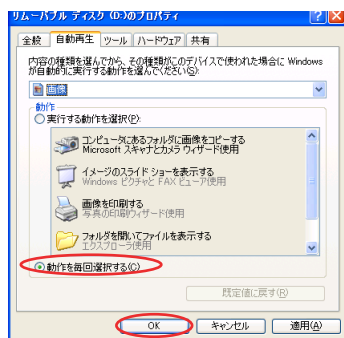 リムーバブル ディスク (D:)のプロパティ
全般 自動再生 ツール ハードウェア 共有
内容の種類を選んでから、その種類がこのデバイスで使われた場合に Windows
が自動的に実行する動作を選んでください(S):
画像
動作
実行する動作を選択(P):
コンピュータにあるフォルダに画像をコピーする
Microsoft スキャナとカメラ ウィザード使用
イメージのスライド ショーを表示する
Windows ピクチャと FAX ビューア使用
画像を印刷する
写真の印刷ウィザード使用
フォルダを開いてファイルを表示する
エクスプローラ使用
動作を毎回選択する(C)
既定値に戻す(R)
OK キャンセル 適用(A)